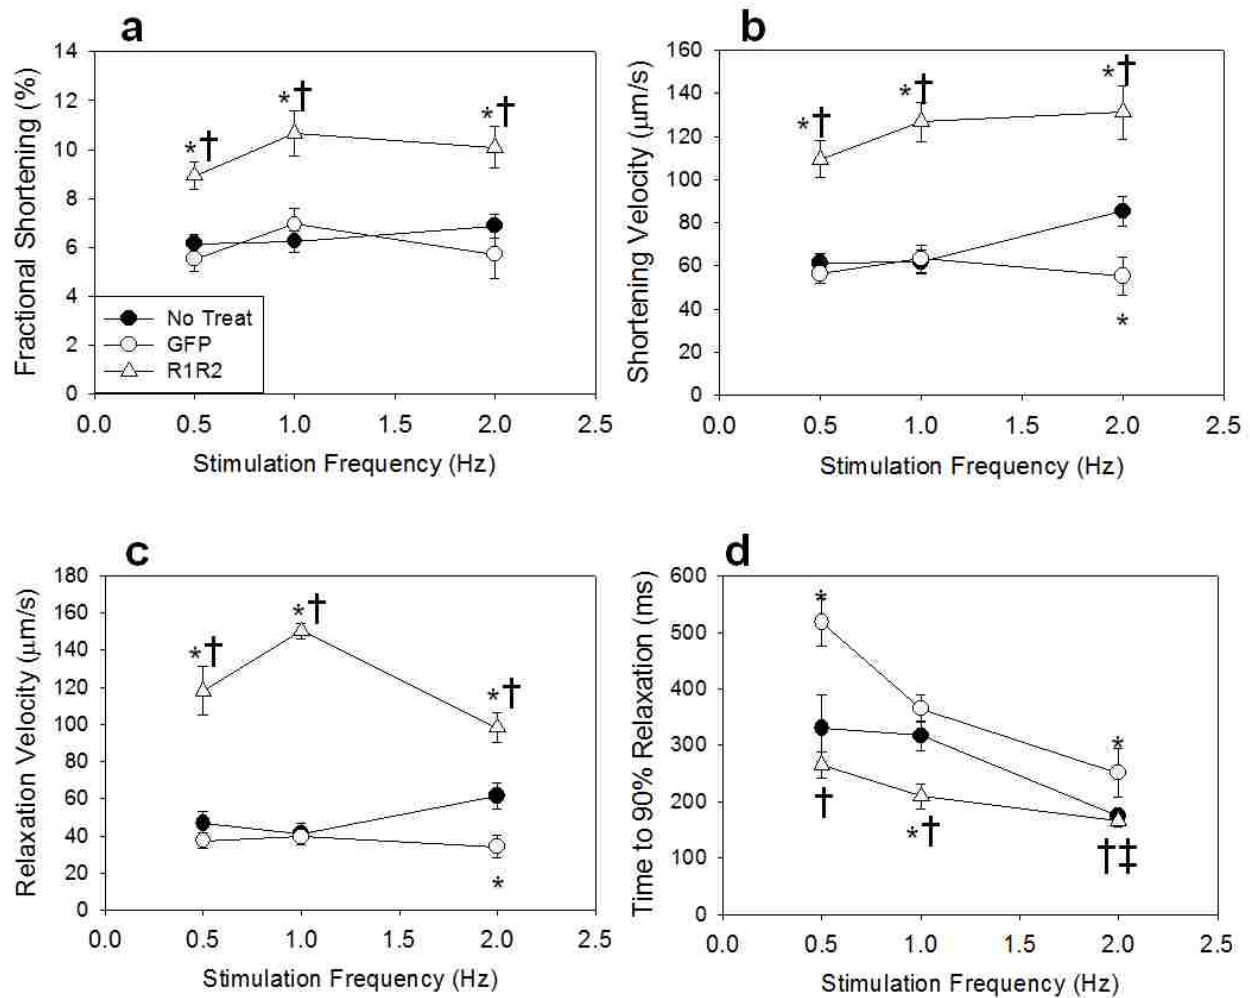 a
14
12
10
8
6
4
2
0
Fractional Shortening (%)
*†
*†
*†
No Treat
GFP
R1R2
0.0 0.5 1.0 1.5 2.0 2.5
Stimulation Frequency (Hz)
b
160
140
120
100
80
60
40
20
0
Shortening Velocity (μm/s)
*†
*†
*†
*
0.0 0.5 1.0 1.5 2.0 2.5
Stimulation Frequency (Hz)
c
180
160
140
120
100
80
60
40
20
0
Relaxation Velocity (μm/s)
*†
*†
*†
*
0.0 0.5 1.0 1.5 2.0 2.5
Stimulation Frequency (Hz)
d
600
500
400
300
200
100
0
Time to 90% Relaxation (ms)
*
*
†
*†
†‡
0.0 0.5 1.0 1.5 2.0 2.5
Stimulation Frequency (Hz)